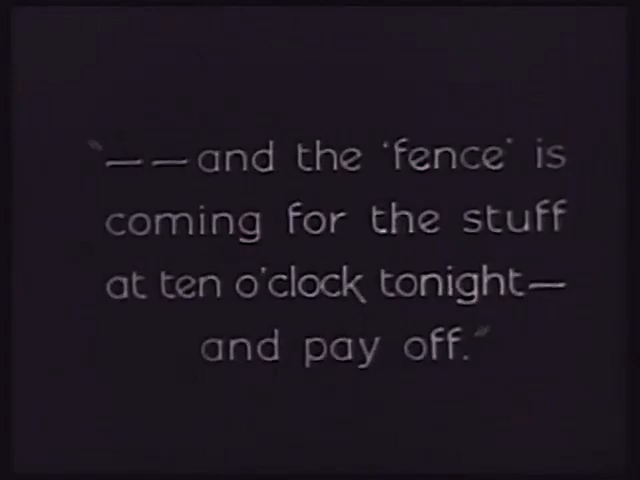 "——and the 'fence' is
coming for the stuff
at ten o'clock tonight—
and pay off."